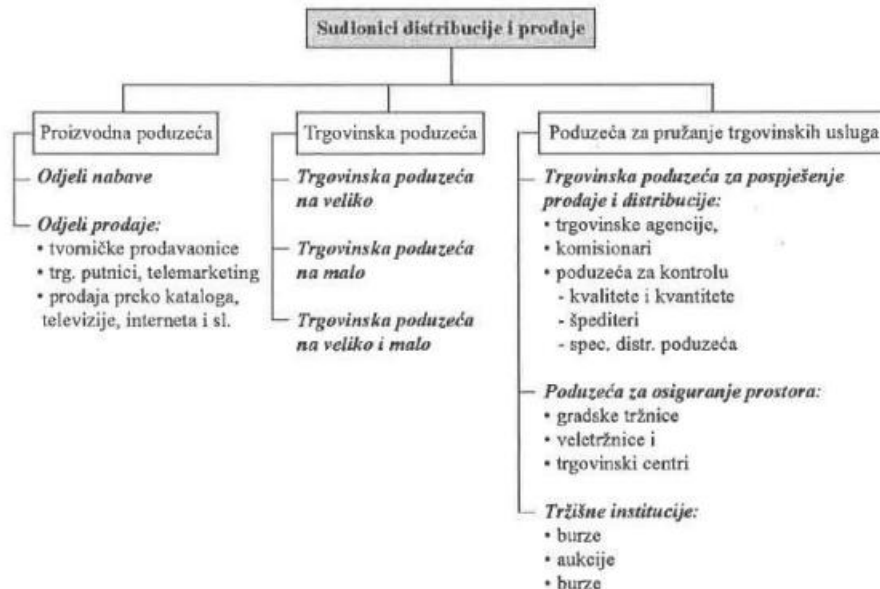 Sudionici distribucije i prodaje
Proizvodna poduzeća
Odjeli nabave
Odjeli prodaje:
• tvorničke prodavaonice
• trg. putnici, telemarketing
• prodaja preko kataloga,
televizije, interneta i sl.
Trgovinska poduzeća
Trgovinska poduzeća
na veliko
Trgovinska poduzeća
na malo
Trgovinska poduzeća
na veliko i malo
Poduzeća za pružanje trgovinskih usluga
Trgovinska poduzeća za pospješenje
prodaje i distribucije:
• trgovinske agencije,
• komisionari
• poduzeća za kontrolu
- kvalitete i kvantitete
- špediteri
- spec. distr. poduzeća
Poduzeća za osiguranje prostora:
• gradske tržnice
• veletržnice i
• trgovinski centri
Tržišne institucije:
• burze
• aukcije
• burze